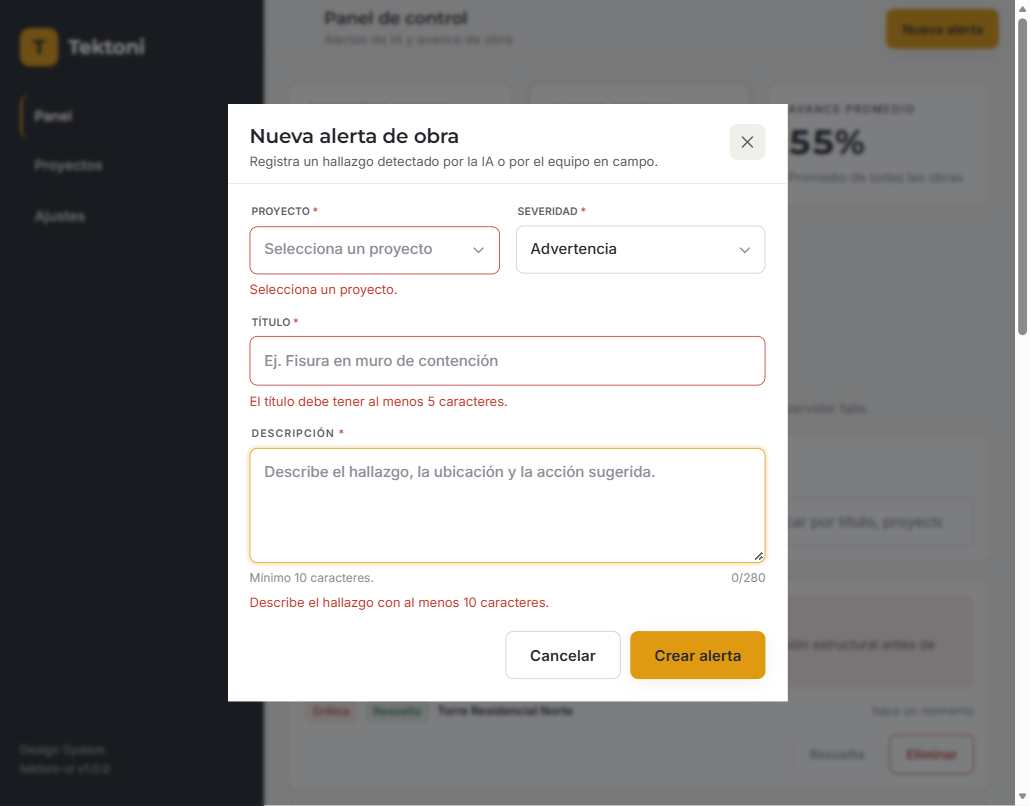 T Tektoni
Panel
Proyectos
Ajustes
Design System
tektoni-ui v1.0.0
Panel de control
Alertas de IA y avance de obra
Nueva alerta
AVANCE PROMEDIO
55%
Promedio de todas las obras
Nueva alerta de obra
Registra un hallazgo detectado por la IA o por el equipo en campo.
PROYECTO *
SEVERIDAD *
Selecciona un proyecto
Advertencia
Selecciona un proyecto.
TÍTULO *
Ej. Fisura en muro de contención
El título debe tener al menos 5 caracteres.
DESCRIPCIÓN *
Describe el hallazgo, la ubicación y la acción sugerida.
Mínimo 10 caracteres.
0/280
Describe el hallazgo con al menos 10 caracteres.
Cancelar
Crear alerta
servidor falla.
car por título, proyecto
estructural antes de
Crítica
Resuelta
Torre Residencial Norte
hace un momento
Resuelta
Eliminar